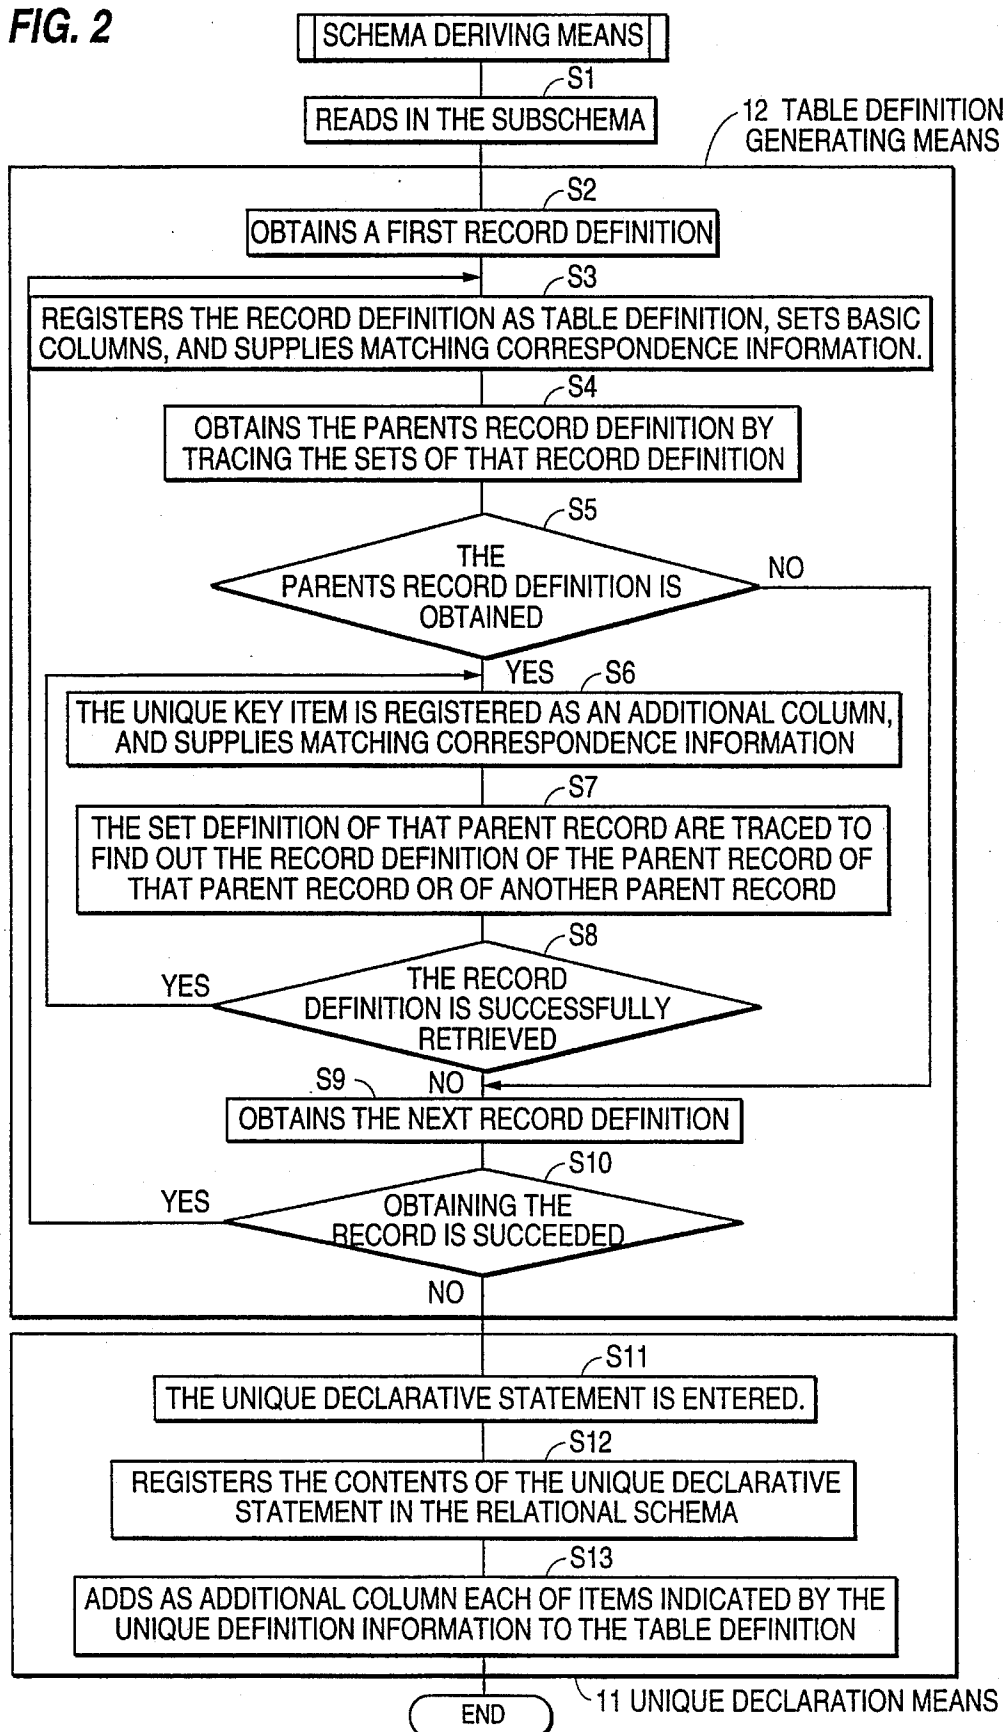 FIG. 2
SCHEMA DERIVING MEANS
S1
READS IN THE SUBSCHEMA
12 TABLE DEFINITION
GENERATING MEANS
S2
OBTAINS A FIRST RECORD DEFINITION
S3
REGISTERS THE RECORD DEFINITION AS TABLE DEFINITION, SETS BASIC
COLUMNS, AND SUPPLIES MATCHING CORRESPONDENCE INFORMATION.
S4
OBTAINS THE PARENTS RECORD DEFINITION BY
TRACING THE SETS OF THAT RECORD DEFINITION
S5
THE
PARENTS RECORD DEFINITION IS
OBTAINED
NO
YES
S6
THE UNIQUE KEY ITEM IS REGISTERED AS AN ADDITIONAL COLUMN,
AND SUPPLIES MATCHING CORRESPONDENCE INFORMATION
S7
THE SET DEFINITION OF THAT PARENT RECORD ARE TRACED TO
FIND OUT THE RECORD DEFINITION OF THE PARENT RECORD OF
THAT PARENT RECORD OR OF ANOTHER PARENT RECORD
S8
YES
THE RECORD
DEFINITION IS SUCCESSFULLY
RETRIEVED
NO
S9
OBTAINS THE NEXT RECORD DEFINITION
S10
YES
OBTAINING THE
RECORD IS SUCCEEDED
NO
S11
THE UNIQUE DECLARATIVE STATEMENT IS ENTERED.
S12
REGISTERS THE CONTENTS OF THE UNIQUE DECLARATIVE
STATEMENT IN THE RELATIONAL SCHEMA
S13
ADDS AS ADDITIONAL COLUMN EACH OF ITEMS INDICATED BY THE
UNIQUE DEFINITION INFORMATION TO THE TABLE DEFINITION
11 UNIQUE DECLARATION MEANS
END